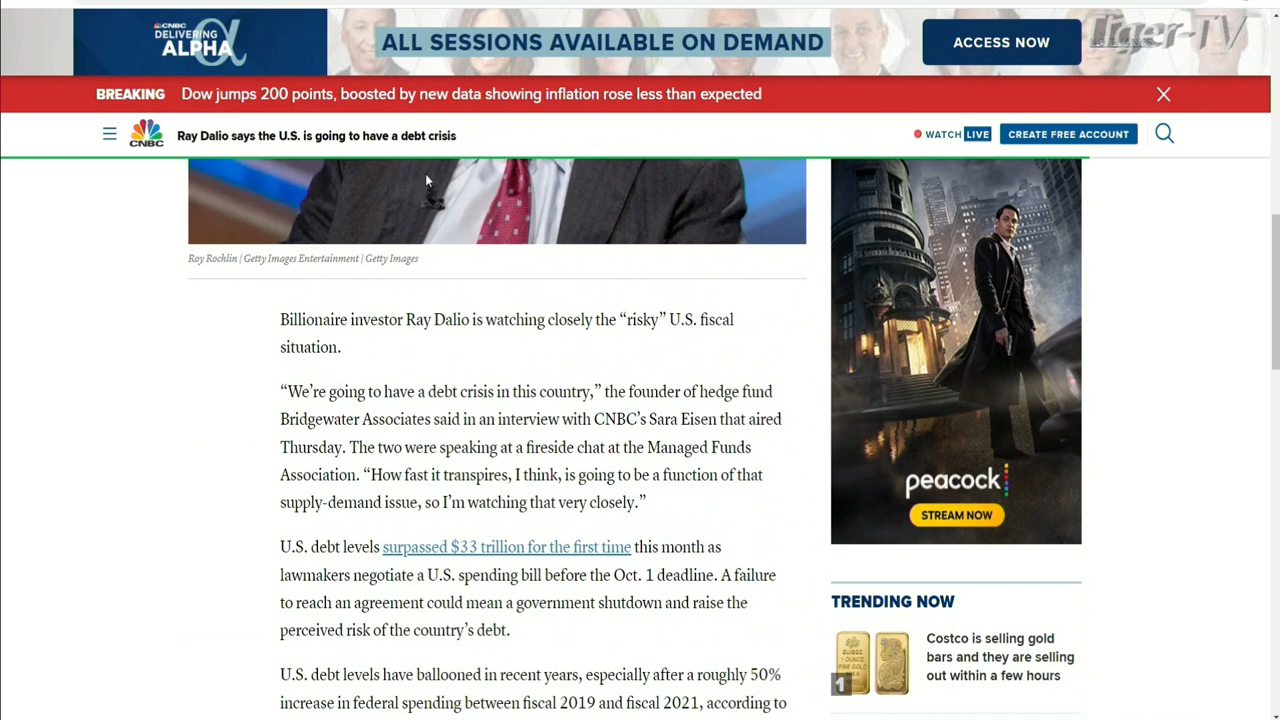 CNBC
DELIVERING
ALPHA
ALL SESSIONS AVAILABLE ON DEMAND
ACCESS NOW
Tiger-TV
BREAKING Dow jumps 200 points, boosted by new data showing inflation rose less than expected
CNBC
Ray Dalio says the U.S. is going to have a debt crisis
WATCH LIVE
CREATE FREE ACCOUNT
Roy Rochlin | Getty Images Entertainment | Getty Images
Billionaire investor Ray Dalio is watching closely the “risky” U.S. fiscal
situation.
“We’re going to have a debt crisis in this country,” the founder of hedge fund
Bridgewater Associates said in an interview with CNBC’s Sara Eisen that aired
Thursday. The two were speaking at a fireside chat at the Managed Funds
Association. “How fast it transpires, I think, is going to be a function of that
supply-demand issue, so I’m watching that very closely.”
U.S. debt levels surpassed $33 trillion for the first time this month as
lawmakers negotiate a U.S. spending bill before the Oct. 1 deadline. A failure
to reach an agreement could mean a government shutdown and raise the
perceived risk of the country’s debt.
U.S. debt levels have ballooned in recent years, especially after a roughly 50%
increase in federal spending between fiscal 2019 and fiscal 2021, according to
peacock
STREAM NOW
TRENDING NOW
SUISSE
1 OUNCE
FINE GOLD
1
Costco is selling gold
bars and they are selling
out within a few hours